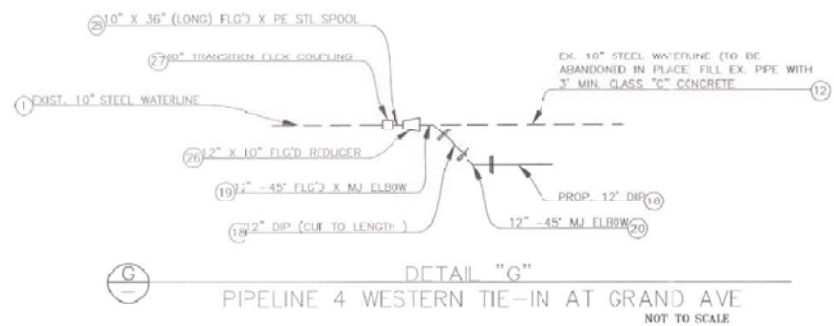 28 10" X 36" (LONG) FLG'D X PE STL SPOOL
27 10" TRANSITION FLEX COUPLING
EX. 10" STEEL WATERLINE (TO BE
ABANDONED IN PLACE, FILL EX. PIPE WITH
3' MIN. CLASS "C" CONCRETE 12
1 EXIST. 10" STEEL WATERLINE
26 12" X 10" FLG'D REDUCER
19 12" -45° FLG'D X MJ ELBOW
PROP. 12" DIP
18 12" DIP (CUT TO LENGTH )
12" -45° MJ ELBOW 20
G
DETAIL "G"
PIPELINE 4 WESTERN TIE-IN AT GRAND AVE
NOT TO SCALE